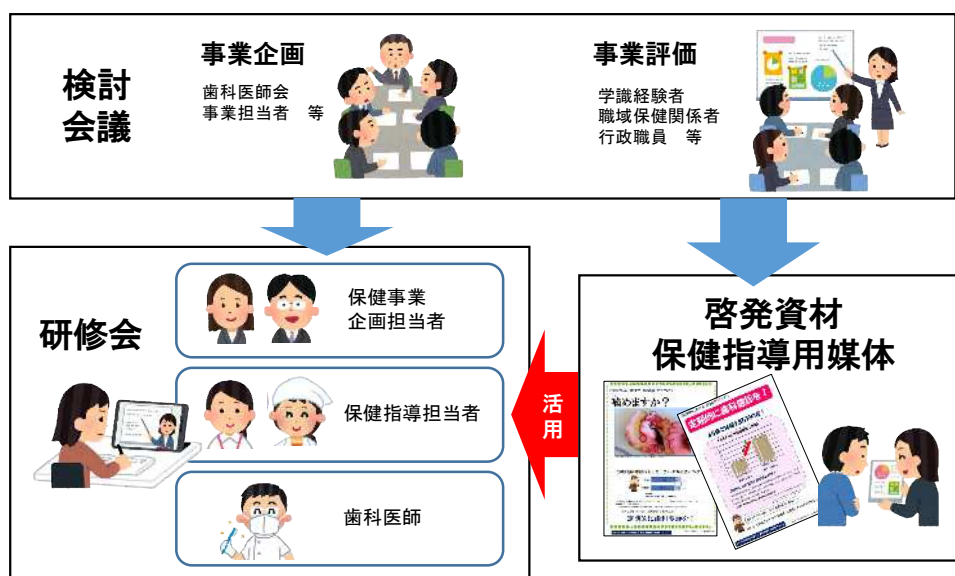 検討
会議
事業企画
歯科医師会
事業担当者　等
事業評価
学識経験者
職域保健関係者
行政職員　等
研修会
保健事業
企画担当者
保健指導担当者
歯科医師
活
用
啓発資材
保健指導用媒体
噛めますか？
定期的に歯科健診を！